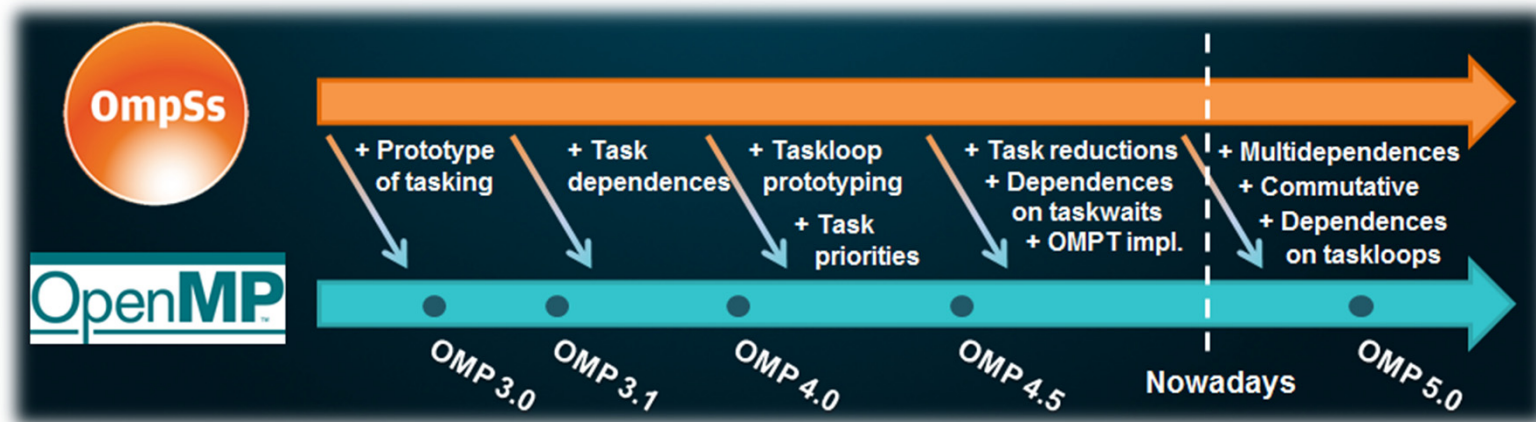 OmpSs
+ Prototype
of tasking
+ Task
dependences
+ Taskloop
prototyping
+ Task
priorities
+ Task reductions
+ Dependences
on taskwaits
+ OMPT impl.
+ Multidependences
+ Commutative
+ Dependences
on taskloops
OpenMP™
OMP 3.0
OMP 3.1
OMP 4.0
OMP 4.5
Nowadays
OMP 5.0